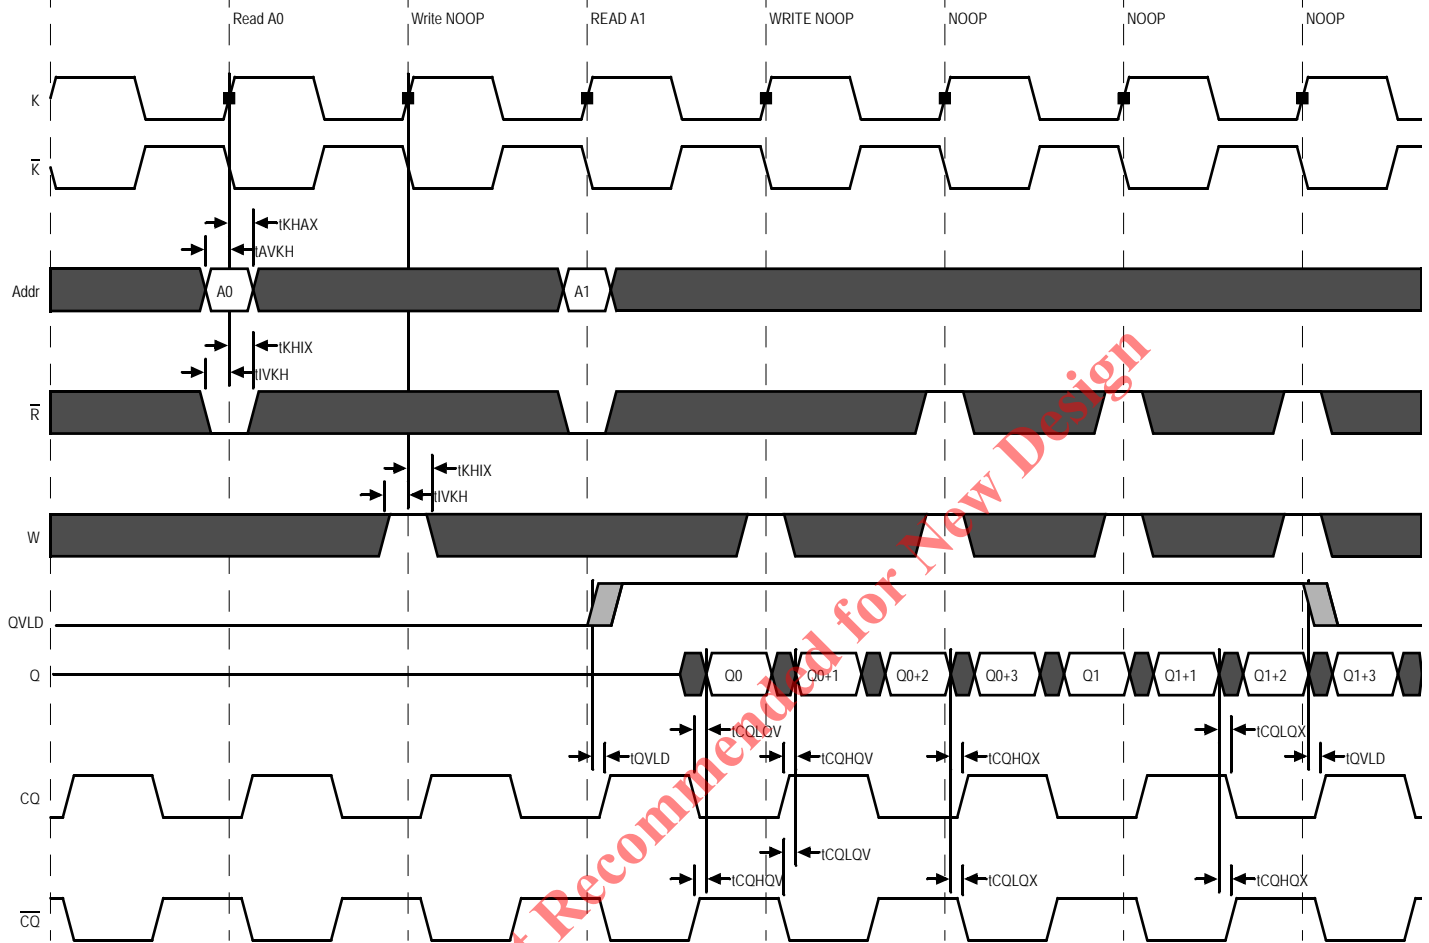 Read A0 Write NOOP READ A1 WRITE NOOP NOOP NOOP NOOP
K
K
tKHAX
tAVKH
Addr A0 A1
tKHIX
tIVKH
R
tKHIX
tIVKH
W
QVLD
Q Q0 Q0+1 Q0+2 Q0+3 Q1 Q1+1 Q1+2 Q1+3
tCQLQV tCQLQX
tQVLD tCQHQV tCQHQX tQVLD
CQ
tCQLQV
tCQHQV tCQLQX tCQHQX
CQ
t Recommended for New Design